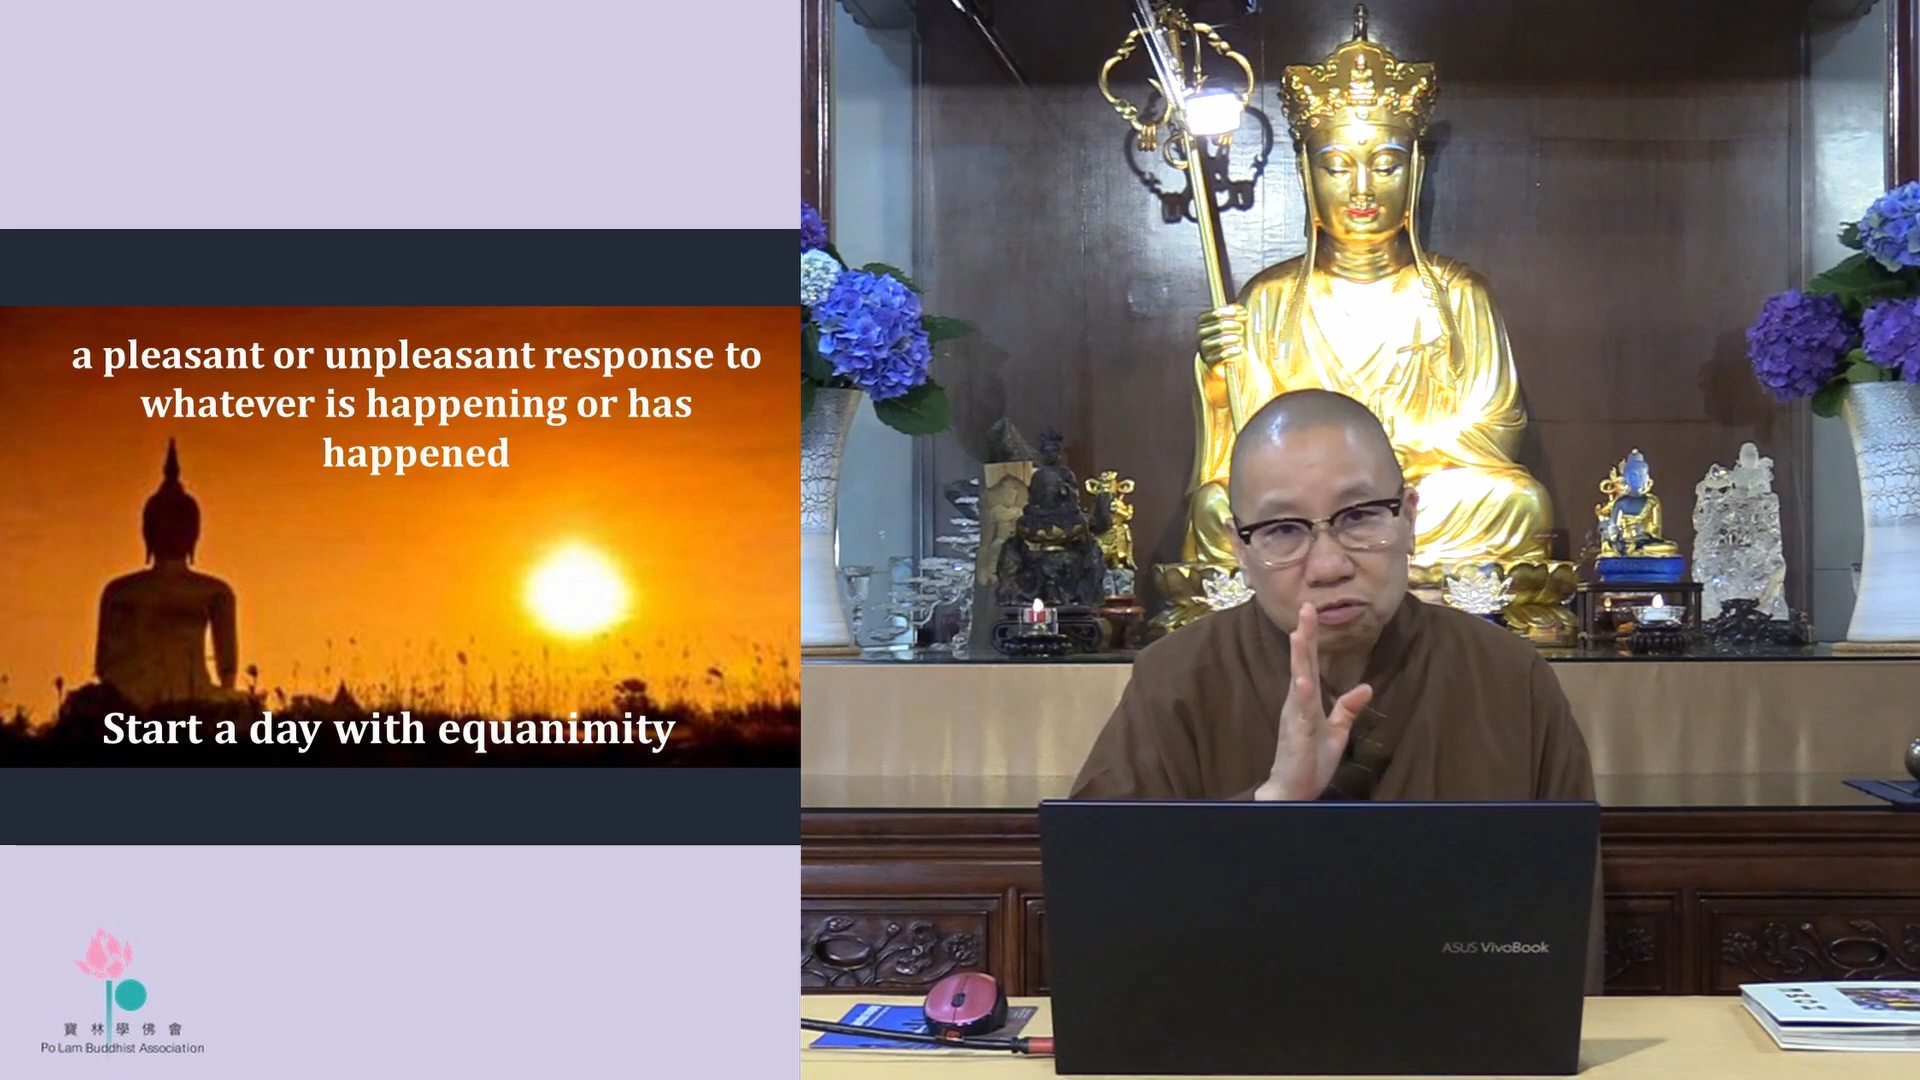 a pleasant or unpleasant response to
whatever is happening or has
happened
Start a day with equanimity
寶 林 學 佛 會
Po Lam Buddhist Association
ASUS VivoBook